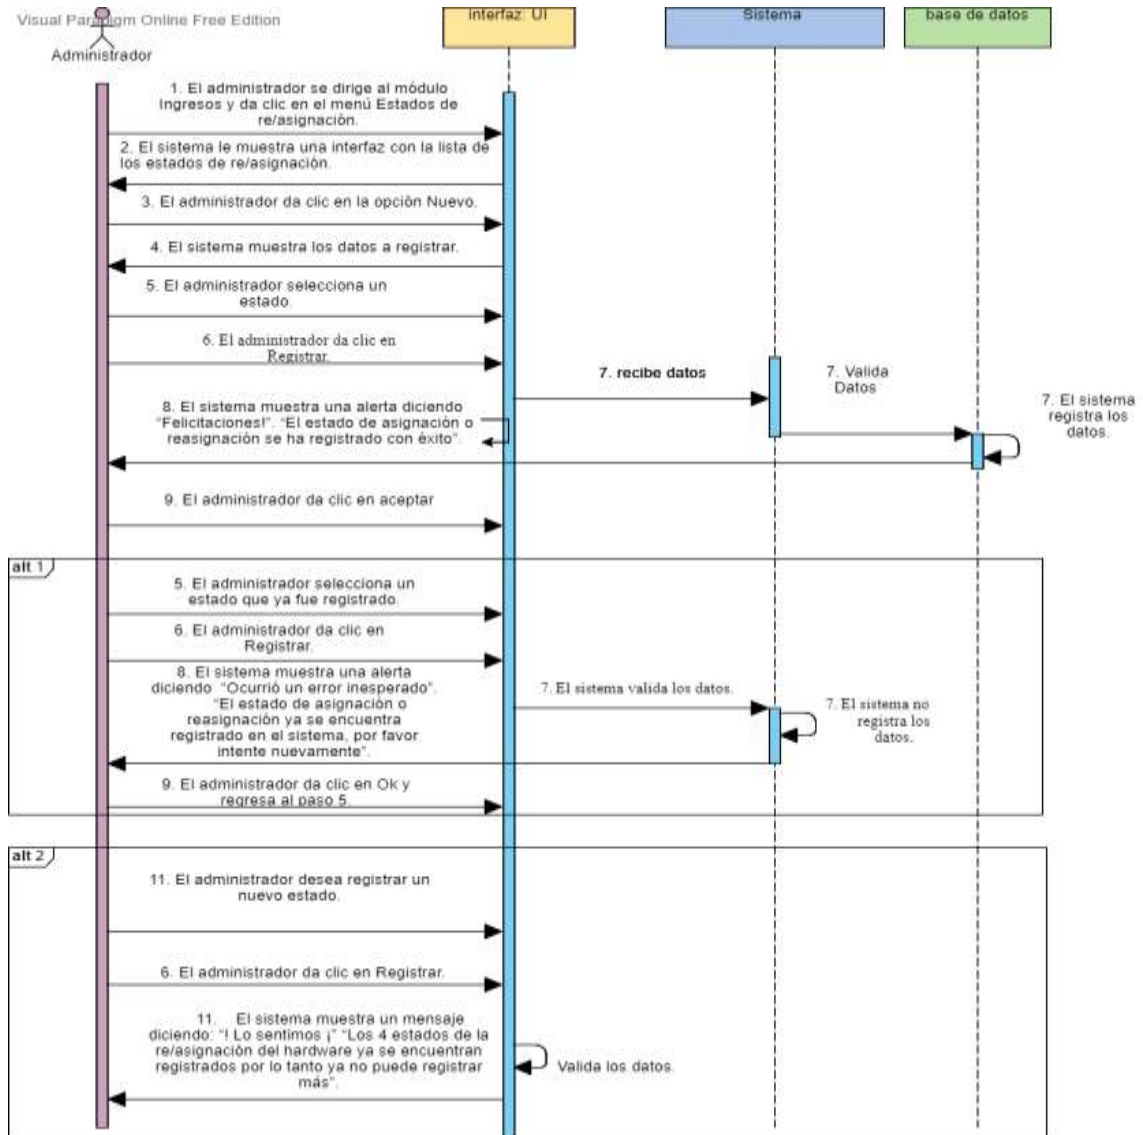 Visual Paradigm Online Free Edition
interfaz: UI
Sistema
base de datos
Administrador
1. El administrador se dirige al módulo
Ingresos y da clic en el menú Estados de
re/asignación.
2. El sistema le muestra una interfaz con la lista de
los estados de re/asignación.
3. El administrador da clic en la opción Nuevo.
4. El sistema muestra los datos a registrar.
5. El administrador selecciona un
estado.
6. El administrador da clic en
Registrar.
7. recibe datos
7. Valida
Datos
7. El sistema
registra los
datos.
8. El sistema muestra una alerta diciendo
"Felicitaciones!". "El estado de asignación o
reasignación se ha registrado con éxito".
9. El administrador da clic en aceptar
alt 1
5. El administrador selecciona un
estado que ya fue registrado.
6. El administrador da clic en
Registrar.
8. El sistema muestra una alerta
diciendo "Ocurrió un error inesperado".
"El estado de asignación o
reasignación ya se encuentra
registrado en el sistema, por favor
intente nuevamente".
7. El sistema valida los datos.
7. El sistema no
registra los
datos.
9. El administrador da clic en Ok y
regresa al paso 5.
alt 2
11. El administrador desea registrar un
nuevo estado.
6. El administrador da clic en Registrar.
11. El sistema muestra un mensaje
diciendo: "! Lo sentimos ¡" "Los 4 estados de la
re/asignación del hardware ya se encuentran
registrados por lo tanto ya no puede registrar
más".
Valida los datos.